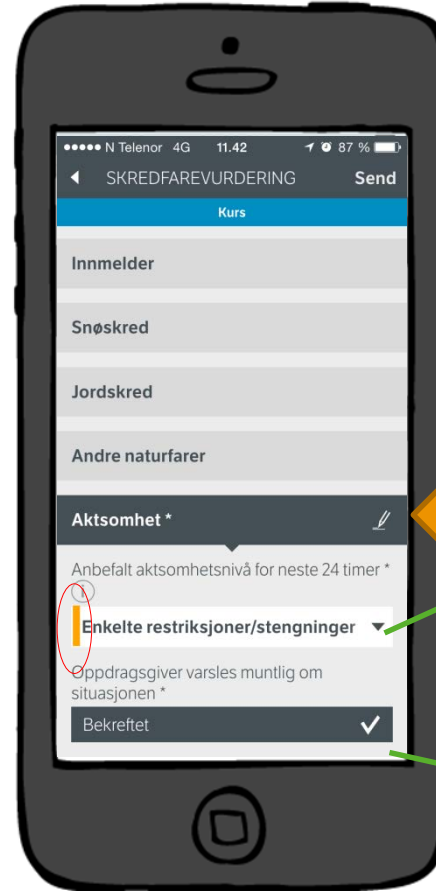 N Telenor 4G 11.42 87 %
SKREDFAREVURDERING Send
Kurs
Innmelder
Snøskred
Jordskred
Andre naturfarer
Aktsomhet *
Anbefalt aktsomhetsnivå for neste 24 timer *
i
Enkelte restriksjoner/stengninger
Oppdragsgiver varsles muntlig om
situasjonen *
Bekreftet